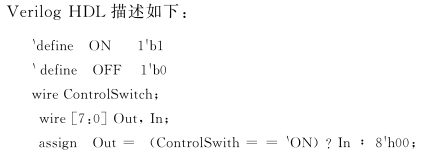 Verilog HDL 描述如下：
‵define ON 1'b1
‵define OFF 1'b0
wire ControlSwitch;
wire [7:0] Out, In;
assign Out = (ControlSwith = = ‵ON) ? In : 8'h00;